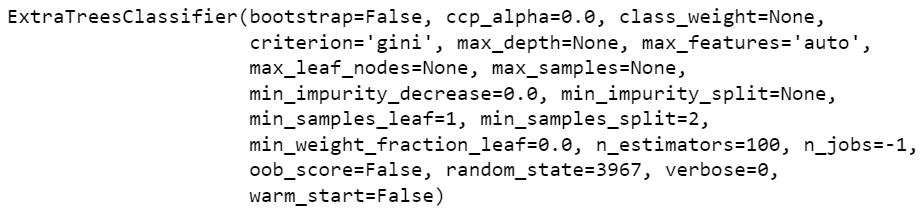 ExtraTreesClassifier(bootstrap=False, ccp_alpha=0.0, class_weight=None,
criterion='gini', max_depth=None, max_features='auto',
max_leaf_nodes=None, max_samples=None,
min_impurity_decrease=0.0, min_impurity_split=None,
min_samples_leaf=1, min_samples_split=2,
min_weight_fraction_leaf=0.0, n_estimators=100, n_jobs=-1,
oob_score=False, random_state=3967, verbose=0,
warm_start=False)